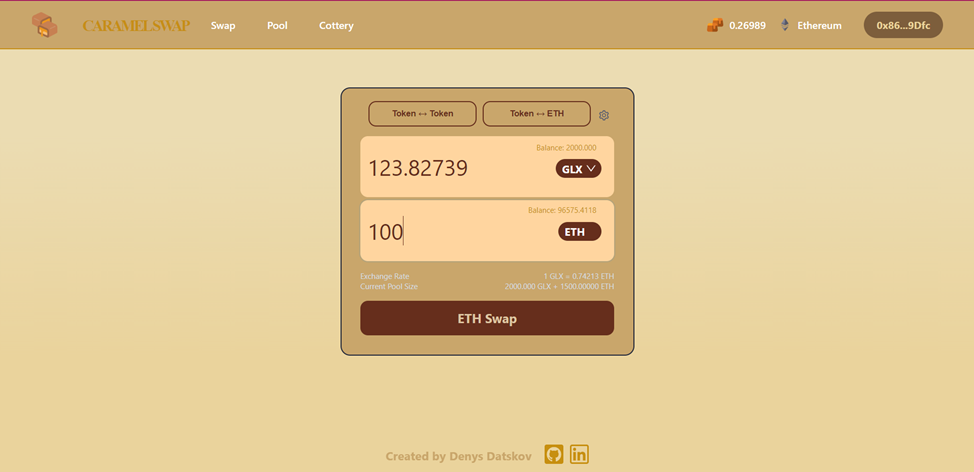 CARAMELSWAP Swap Pool Cottery 0.26989 Ethereum 0x86...9Dfc
Token ↔ Token Token ↔ ETH
Balance: 2000.000
123.82739 GLX
Balance: 96575.4118
100 ETH
Exchange Rate 1 GLX = 0.74213 ETH
Current Pool Size 2000.000 GLX + 1500.00000 ETH
ETH Swap
Created by Denys Datskov